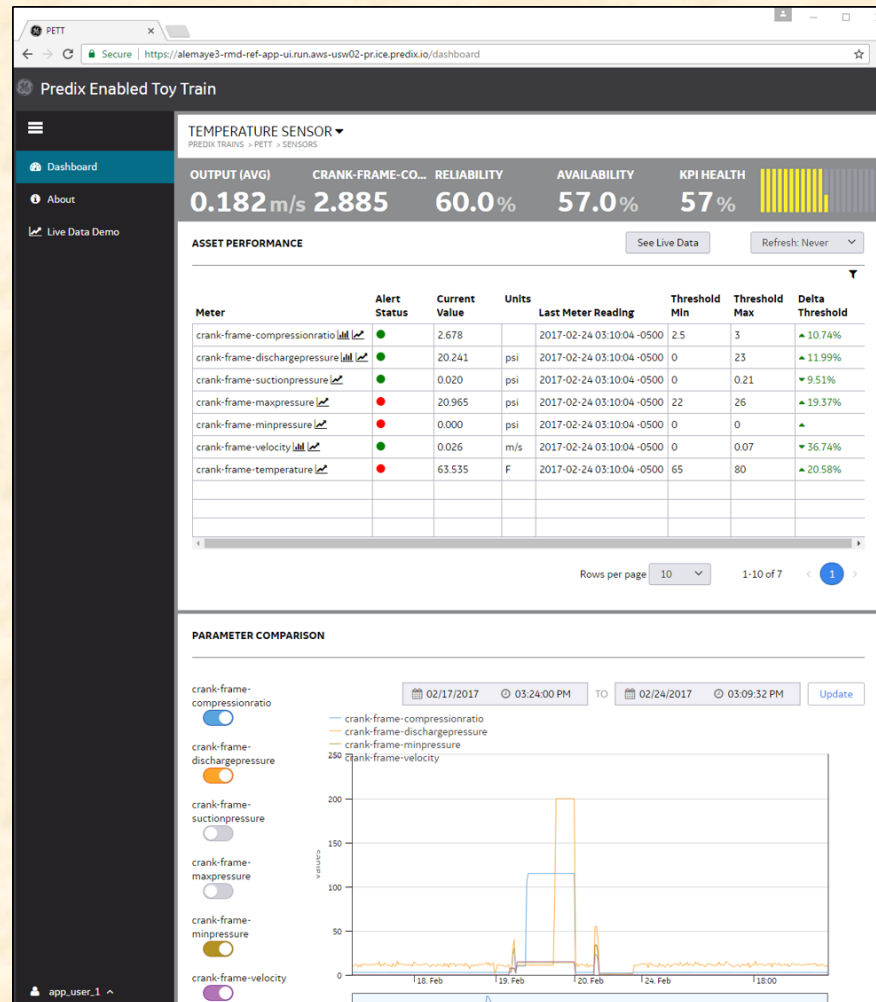 PETT
Secure | https://alemaye3-rmd-ref-app-ui.run.aws-usw02-pr.ice.predix.io/dashboard
Predix Enabled Toy Train
Dashboard
About
Live Data Demo
app_user_1
TEMPERATURE SENSOR
PREDIX TRAINS > PETT > SENSORS
OUTPUT (AVG) CRANK-FRAME-CO... RELIABILITY AVAILABILITY KPI HEALTH
0.182 m/s 2.885 60.0% 57.0% 57 %
ASSET PERFORMANCE See Live Data Refresh: Never
Meter Alert Status Current Value Units Last Meter Reading Threshold Min Threshold Max Delta Threshold
crank-frame-compressionratio 2.678 2017-02-24 03:10:04 -0500 2.5 3 10.74%
crank-frame-dischargepressure 20.241 psi 2017-02-24 03:10:04 -0500 0 23 11.99%
crank-frame-suctionpressure 0.020 psi 2017-02-24 03:10:04 -0500 0 0.21 9.51%
crank-frame-maxpressure 20.965 psi 2017-02-24 03:10:04 -0500 22 26 19.37%
crank-frame-minpressure 0.000 psi 2017-02-24 03:10:04 -0500 0 0
crank-frame-velocity 0.026 m/s 2017-02-24 03:10:04 -0500 0 0.07 36.74%
crank-frame-temperature 63.535 F 2017-02-24 03:10:04 -0500 65 80 20.58%
Rows per page 10 1-10 of 7 < 1 >
PARAMETER COMPARISON
02/17/2017 03:24:00 PM TO 02/24/2017 03:09:32 PM Update
crank-frame-
compressionratio
crank-frame-
dischargepressure
crank-frame-
suctionpressure
crank-frame-
maxpressure
crank-frame-
minpressure
crank-frame-velocity
crank-frame-compressionratio
crank-frame-dischargepressure
crank-frame-minpressure
crank-frame-velocity
250
200
150
100
50
0
values
18. Feb 19. Feb 20. Feb 24. Feb 18:00